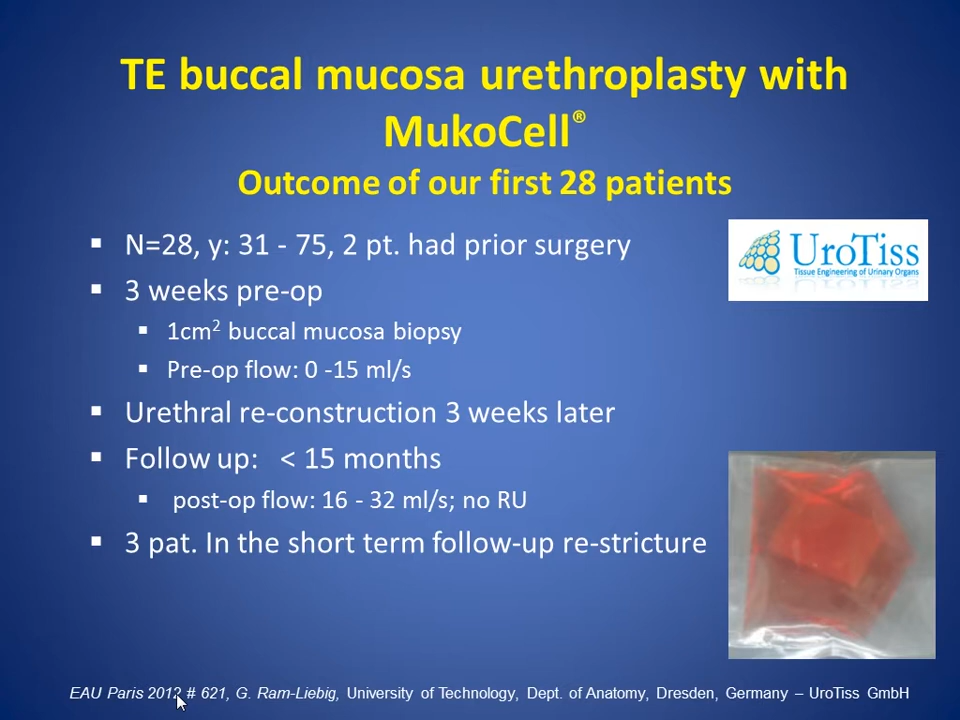 TE buccal mucosa urethroplasty with
MukoCell®
Outcome of our first 28 patients
▪ N=28, y: 31 - 75, 2 pt. had prior surgery
UroTiss
Tissue Engineering of Urinary Organs
▪ 3 weeks pre-op
▪ 1cm² buccal mucosa biopsy
▪ Pre-op flow: 0 -15 ml/s
▪ Urethral re-construction 3 weeks later
▪ Follow up: < 15 months
▪ post-op flow: 16 - 32 ml/s; no RU
▪ 3 pat. In the short term follow-up re-stricture
EAU Paris 2012 # 621, G. Ram-Liebig, University of Technology, Dept. of Anatomy, Dresden, Germany – UroTiss GmbH